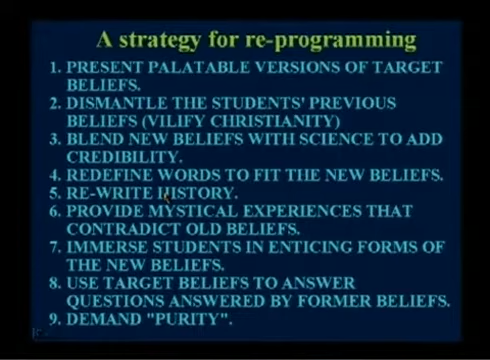 A strategy for re-programming
1. PRESENT PALATABLE VERSIONS OF TARGET
BELIEFS.
2. DISMANTLE THE STUDENTS' PREVIOUS
BELIEFS (VILIFY CHRISTIANITY)
3. BLEND NEW BELIEFS WITH SCIENCE TO ADD
CREDIBILITY.
4. REDEFINE WORDS TO FIT THE NEW BELIEFS.
5. RE-WRITE HISTORY.
6. PROVIDE MYSTICAL EXPERIENCES THAT
CONTRADICT OLD BELIEFS.
7. IMMERSE STUDENTS IN ENTICING FORMS OF
THE NEW BELIEFS.
8. USE TARGET BELIEFS TO ANSWER
QUESTIONS ANSWERED BY FORMER BELIEFS.
9. DEMAND "PURITY".